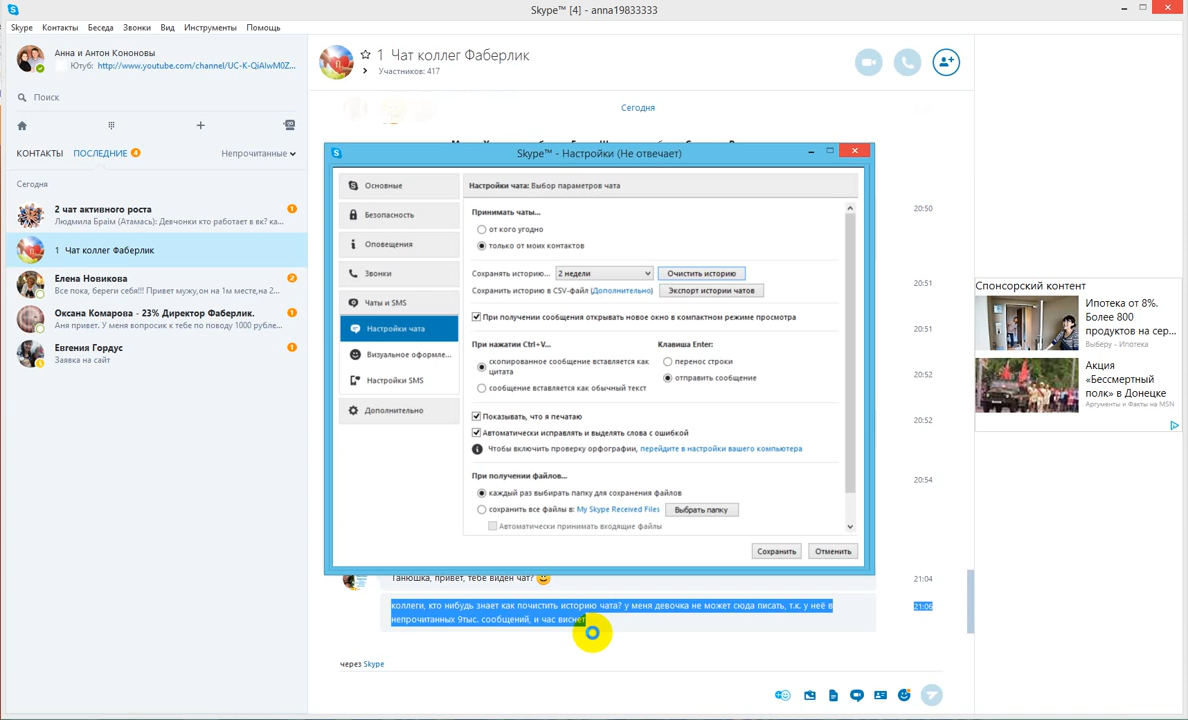 Skype™ [4] - anna19833333
Skype Контакты Беседа Звонки Вид Инструменты Помощь
Анна и Антон Кононовы
Ютуб: http://www.youtube.com/channel/UC-K-QiAlwM0Z...
Поиск
КОНТАКТЫ ПОСЛЕДНИЕ 4 Непрочитанные
Сегодня
2 чат активного роста 1
Людмила Браім (Атамась): Девчонки кто работает в вк? ка...
1 Чат коллег Фаберлик
Елена Новикова 2
Все пока, береги себя!!! Привет мужу,он на 1м месте,на 2...
Оксана Комарова - 23% Директор Фаберлик. 1
Аня привет. У меня вопросик к тебе по поводу 1000 рубле...
Евгения Гордус 1
Заявка на сайт
1 Чат коллег Фаберлик
Участников: 417
Сегодня
Skype™ - Настройки (Не отвечает)
Основные
Безопасность
Оповещения
Звонки
Чаты и SMS
Настройки чата
Визуальное оформле...
Настройки SMS
Дополнительно
Настройки чата: Выбор параметров чата
Принимать чаты...
от кого угодно
только от моих контактов
Сохранять историю... 2 недели Очистить историю
Сохранить историю в CSV-файл (Дополнительно) Экспорт истории чатов
При получении сообщения открывать новое окно в компактном режиме просмотра
При нажатии Ctrl+V... Клавиша Enter:
скопированное сообщение вставляется как
цитата
сообщение вставляется как обычный текст
перенос строки
отправить сообщение
Показывать, что я печатаю
Автоматически исправлять и выделять слова с ошибкой
Чтобы включить проверку орфографии, перейдите в настройки вашего компьютера
При получении файлов...
каждый раз выбирать папку для сохранения файлов
сохранить все файлы в: My Skype Received Files Выбрать папку
Автоматически принимать входящие файлы
Сохранить Отменить
20:50
20:51
20:51
20:52
20:52
20:54
Танюшка, привет, тебе виден чат? 21:04
коллеги, кто нибудь знает как почистить историю чата? у меня девочка не может сюда писать, т.к. у неё в 21:06
непрочитанных 9тыс. сообщений, и час виснет
через Skype
Спонсорский контент
Ипотека от 8%.
Более 800
продуктов на сер...
Выберу - Ипотека
Акция
«Бессмертный
полк» в Донецке
Аргументы и Факты на MSN